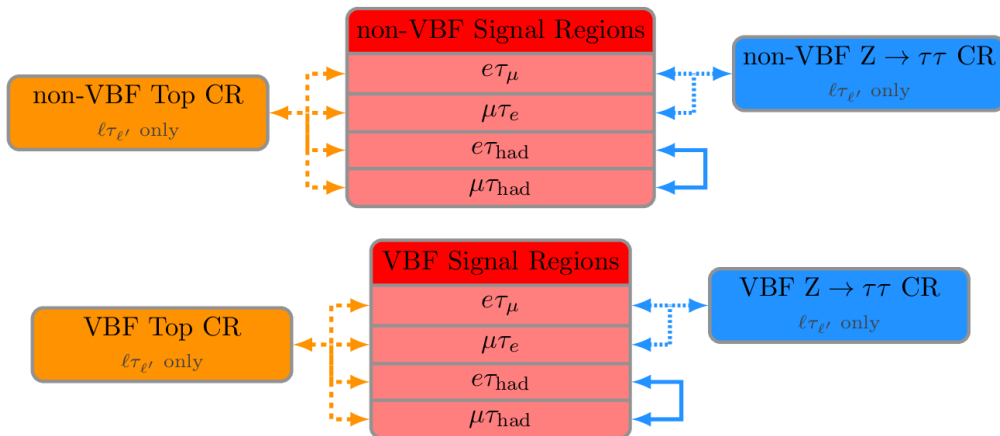 non-VBF Signal Regions
eτ_μ
μτ_e
eτ_had
μτ_had
non-VBF Top CR
ℓτ_ℓ′ only
non-VBF Z → ττ CR
ℓτ_ℓ′ only
VBF Signal Regions
eτ_μ
μτ_e
eτ_had
μτ_had
VBF Top CR
ℓτ_ℓ′ only
VBF Z → ττ CR
ℓτ_ℓ′ only